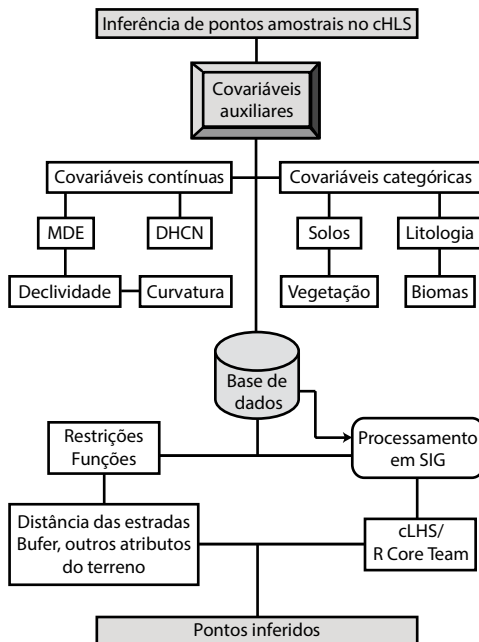 Inferência de pontos amostrais no cHLS
Covariáveis
auxiliares
Covariáveis contínuas
Covariáveis categóricas
MDE
DHCN
Solos
Litologia
Declividade
Curvatura
Vegetação
Biomas
Base de
dados
Restrições
Funções
Processamento
em SIG
Distância das estradas
Bufer, outros atributos
do terreno
cLHS/
R Core Team
Pontos inferidos